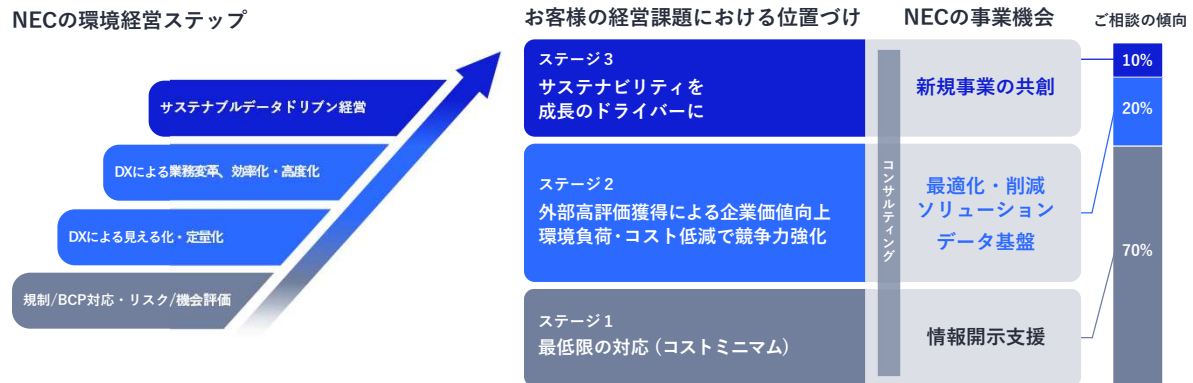 NECの環境経営ステップ
サステナブルデータドリブン経営
DXによる業務変革、効率化・高度化
DXによる見える化・定量化
規制/BCP対応・リスク/機会評価
お客様の経営課題における位置づけ
ステージ3
サステナビリティを
成長のドライバーに
ステージ2
外部高評価獲得による企業価値向上
環境負荷・コスト低減で競争力強化
ステージ1
最低限の対応（コストミニマム）
コンサルティング
NECの事業機会
新規事業の共創
最適化・削減
ソリューション
データ基盤
情報開示支援
ご相談の傾向
10%
20%
70%